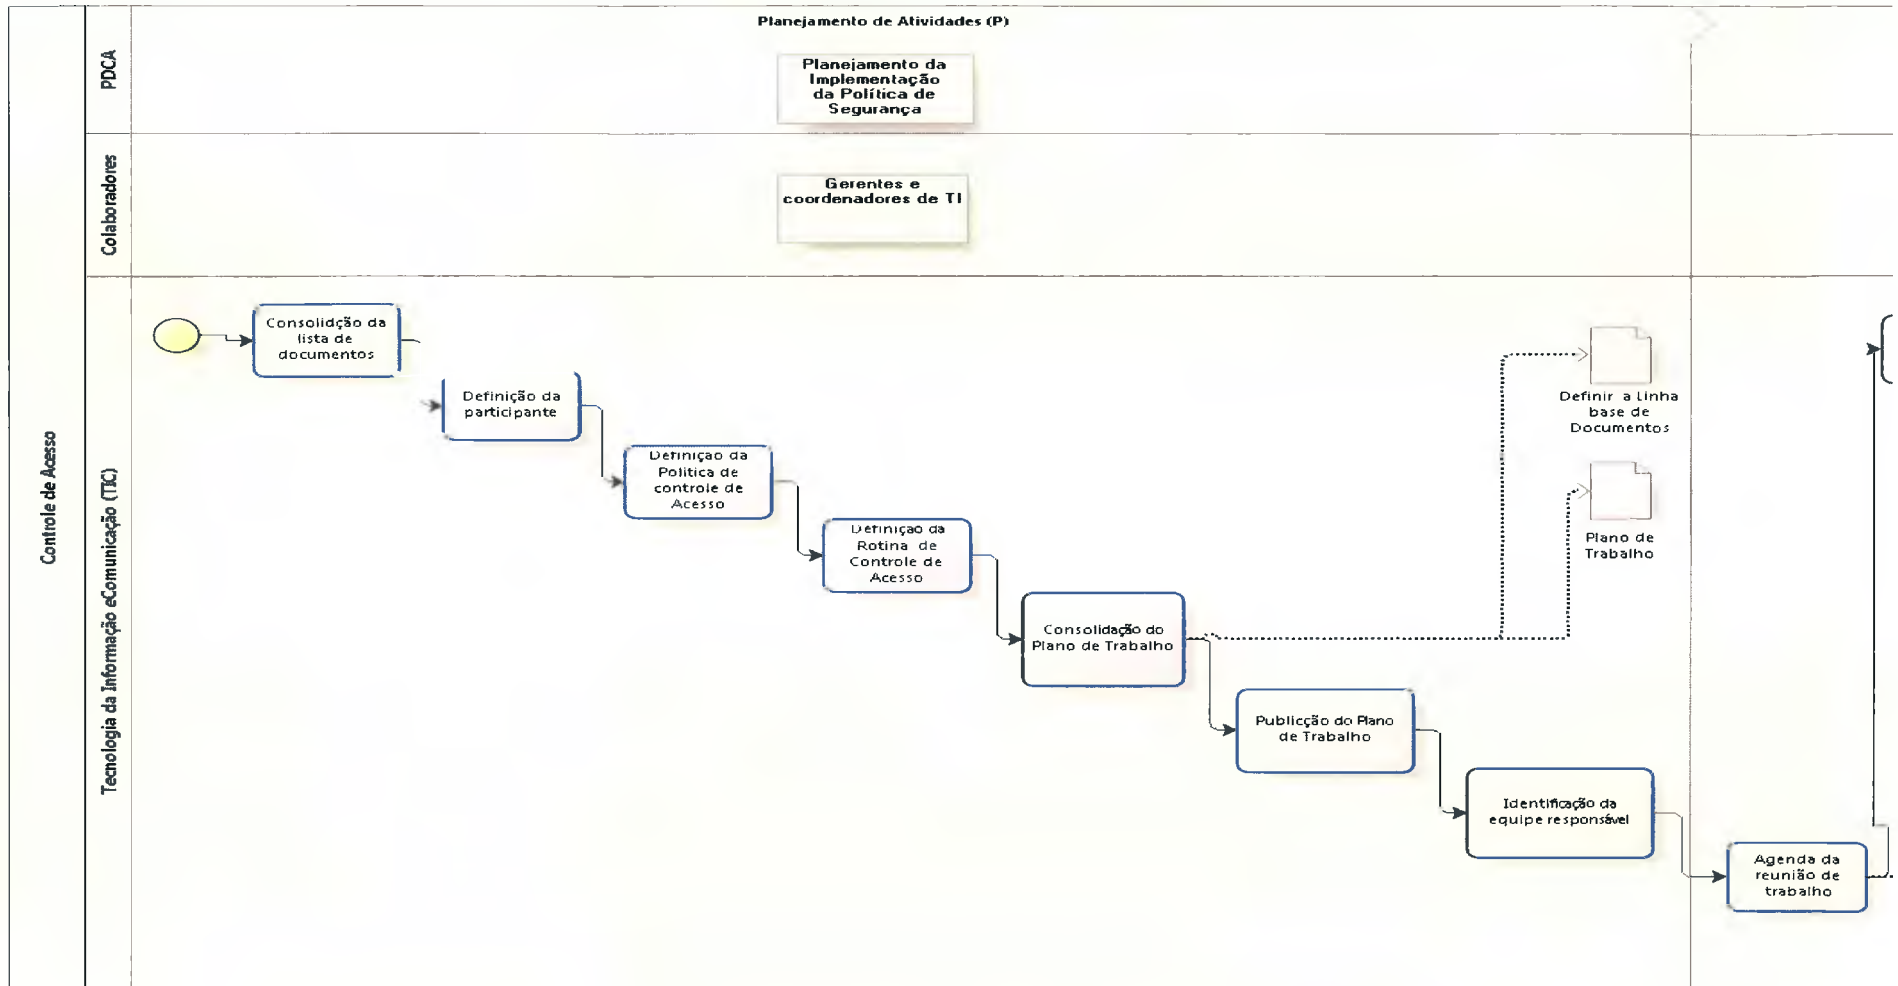 Planejamento de Atividades (P)
PDCA
Planejamento da
Implementação
da Política de
Segurança
Colaboradores
Gerentes e
coordenadores de TI
Controle de Acesso
Tecnologia da Informação eComunicação (TIC)
Consolidção da
lista de
documentos
Definição da
participante
Definição da
Política de
controle de
Acesso
Definição da
Rotina de
Controle de
Acesso
Consolidação do
Plano de Trabalho
Publicção do Plano
de Trabalho
Identificação da
equipe responsável
Agenda da
reunião de
trabalho
Definir a Linha
base de
Documentos
Plano de
Trabalho